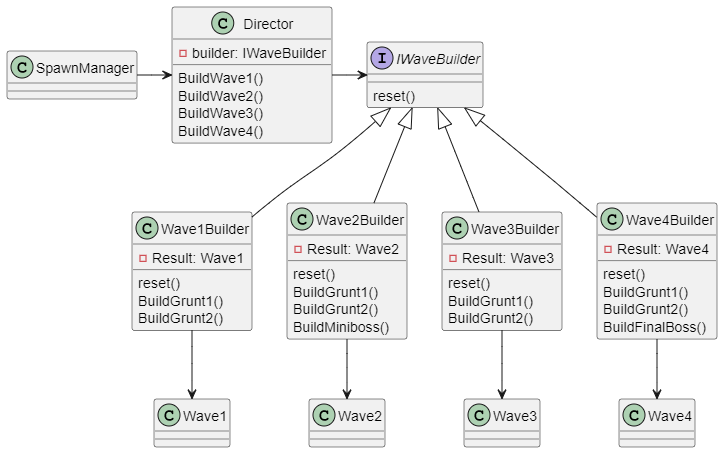 C Director
builder: IWaveBuilder
BuildWave1()
BuildWave2()
BuildWave3()
BuildWave4()
C SpawnManager
I IWaveBuilder
reset()
C Wave1Builder
Result: Wave1
reset()
BuildGrunt1()
BuildGrunt2()
C Wave2Builder
Result: Wave2
reset()
BuildGrunt1()
BuildGrunt2()
BuildMiniboss()
C Wave3Builder
Result: Wave3
reset()
BuildGrunt1()
BuildGrunt2()
C Wave4Builder
Result: Wave4
reset()
BuildGrunt1()
BuildGrunt2()
BuildFinalBoss()
C Wave1
C Wave2
C Wave3
C Wave4